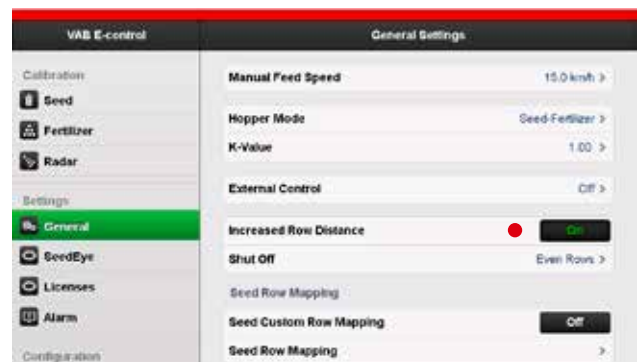 VAB E-control
General Settings
Calibration
Seed
Fertilizer
Radar
Settings
General
SeedEye
Licenses
Alarm
Configuration
Manual Feed Speed 15.0 km/h >
Hopper Mode Seed-Fertilizer >
K-Value 1.00 >
External Control Off >
Increased Row Distance On
Shut Off Even Rows >
Seed Row Mapping
Seed Custom Row Mapping Off
Seed Row Mapping >